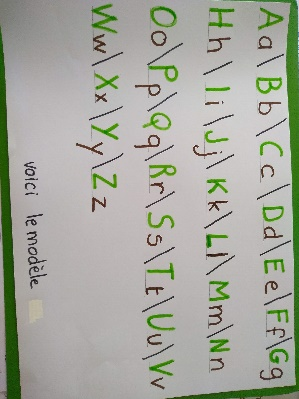 Aa\Bb\Cc\Dd\Ee\Ff\Gg
Hh\Ii\Jj\Kk\Ll\Mm\Nn
Oo\Pp\Qq\Rr\Ss\Tt\Uu\Vv
Ww\Xx\Yy\Zz
voici le modèle